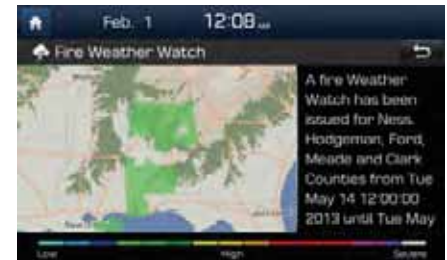 Feb. 1
12:08 AM
Fire Weather Watch
A fire Weather
Watch has been
issued for Ness,
Hodgeman, Ford,
Meade and Clark
Counties from Tue
May 14 12:00:00
2013 until Tue May
Low
High
Severe